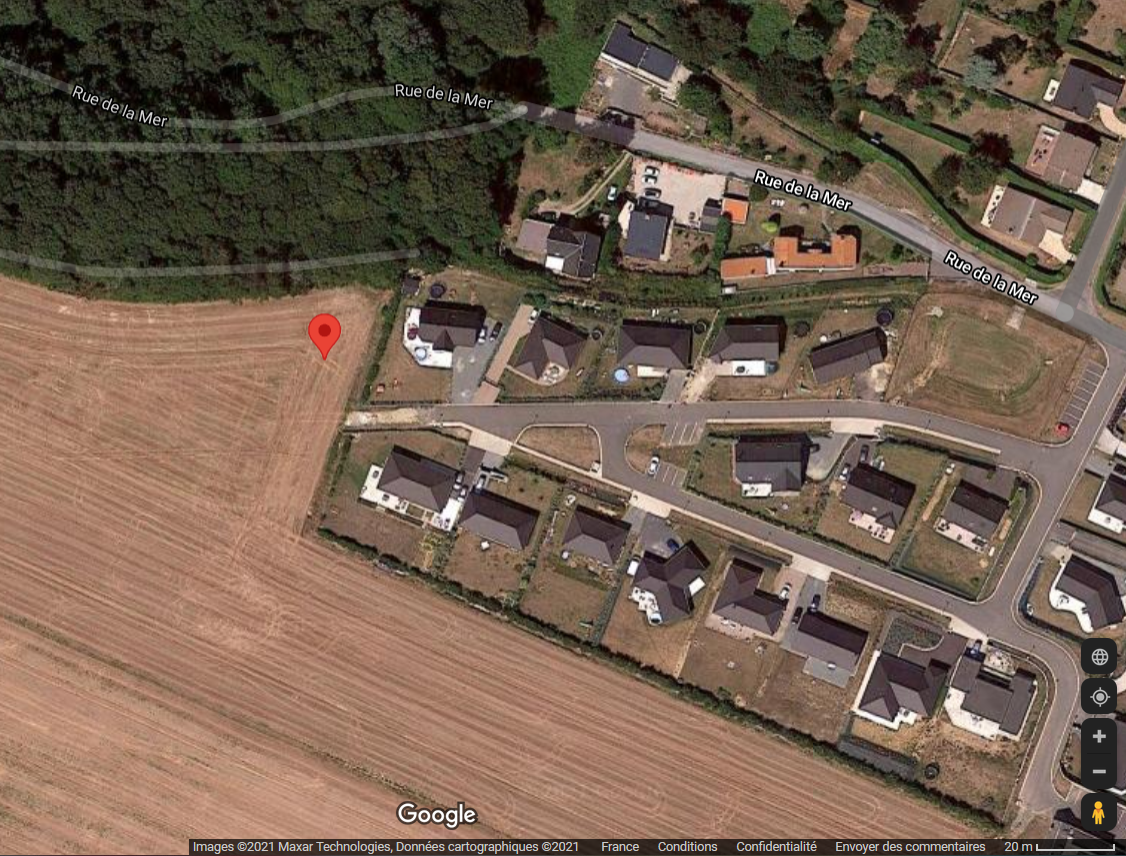 Rue de la Mer
Rue de la Mer
Rue de la Mer
Rue de la Mer
Google
Images ©2021 Maxar Technologies, Données cartographiques ©2021 France Conditions Confidentialité Envoyer des commentaires 20 m